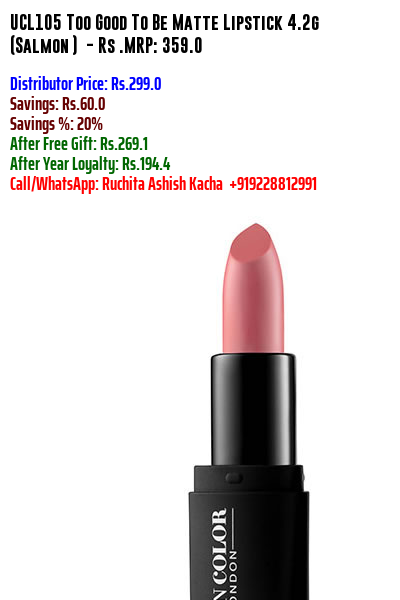 UCL105 Too Good To Be Matte Lipstick 4.2g
(Salmon ) - Rs .MRP: 359.0
Distributor Price: Rs.299.0
Savings: Rs.60.0
Savings %: 20%
After Free Gift: Rs.269.1
After Year Loyalty: Rs.194.4
Call/WhatsApp: Ruchita Ashish Kacha +919228812991
N COLOR
ONDON